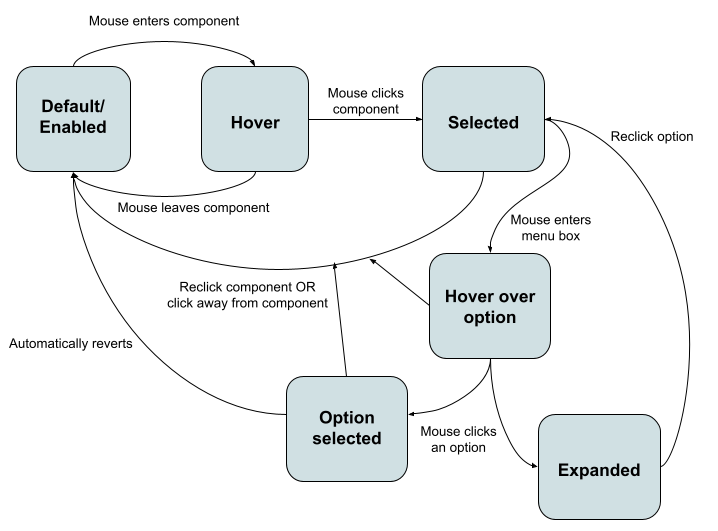 Mouse enters component
Default/
Enabled
Hover
Mouse clicks
component
Selected
Reclick option
Mouse leaves component
Mouse enters
menu box
Reclick component OR
click away from component
Hover over
option
Automatically reverts
Option
selected
Mouse clicks
an option
Expanded